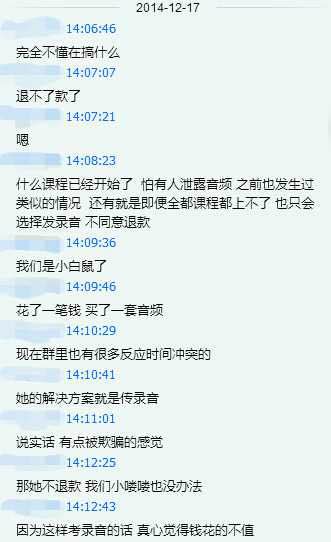 2014-12-17
14:06:46
完全不懂在搞什么
14:07:07
退不了款了
14:07:21
嗯
14:08:23
什么课程已经开始了 怕有人泄露音频 之前也发生过
类似的情况  还有就是即便全都课程都上不了 也只会
选择发录音 不同意退款
14:09:36
我们是小白鼠了
14:09:46
花了一笔钱 买了一套音频
14:10:29
现在群里也有很多反应时间冲突的
14:10:41
她的解决方案就是传录音
14:11:01
说实话 有点被欺骗的感觉
14:12:25
那她不退款 我们小喽喽也没办法
14:12:43
因为这样考录音的话 真心觉得钱花的不值